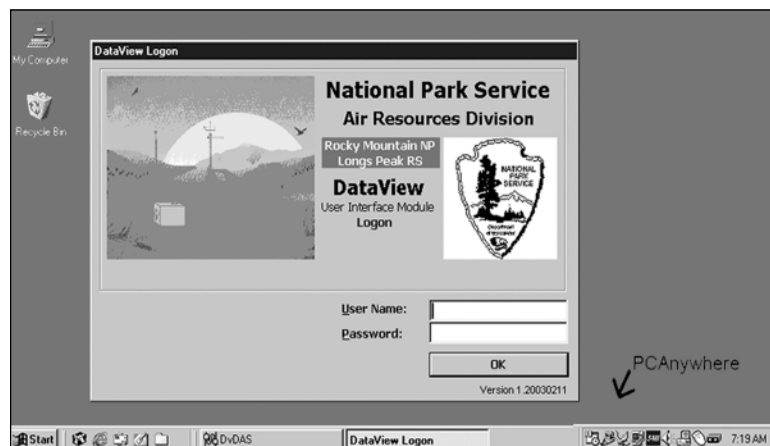 My Computer
Recycle Bin
DataView Logon
National Park Service
Air Resources Division
Rocky Mountain NP
Longs Peak RS
DataView
User Interface Module
Logon
NATIONAL
PARK
SERVICE
User Name:
Password:
OK
Version 1.20030211
PCAnywhere
Start
DvDAS
DataView Logon
7:19 AM